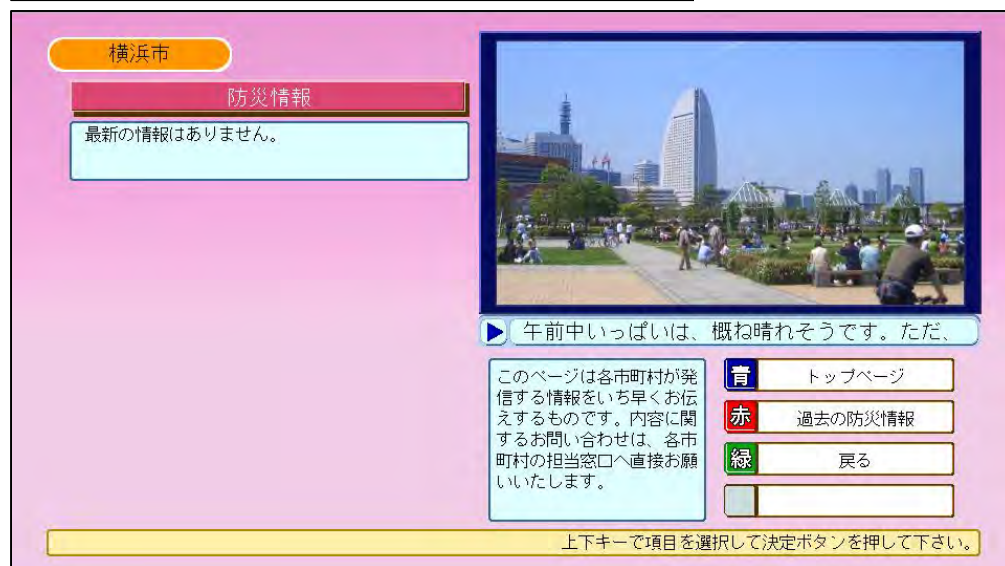 横浜市
防災情報
最新の情報はありません。
午前中いっぱいは、概ね晴れそうです。ただ、
このページは各市町村が発
信する情報をいち早くお伝
えするものです。内容に関
するお問い合わせは、各市
町村の担当窓口へ直接お願
いいたします。
青 トップページ
赤 過去の防災情報
緑 戻る
上下キーで項目を選択して決定ボタンを押して下さい。